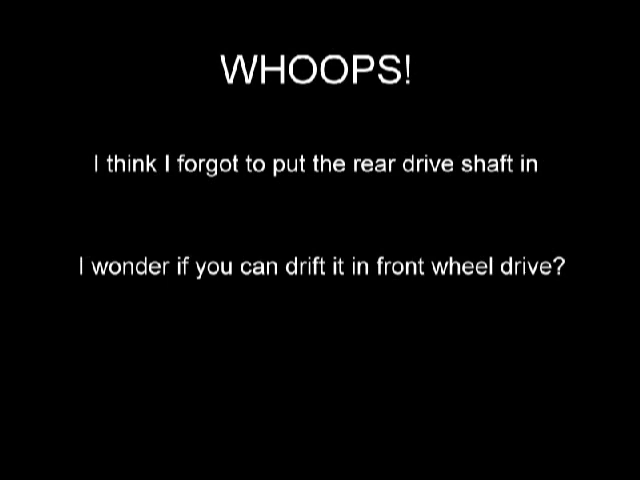 WHOOPS!
I think I forgot to put the rear drive shaft in
I wonder if you can drift it in front wheel drive?